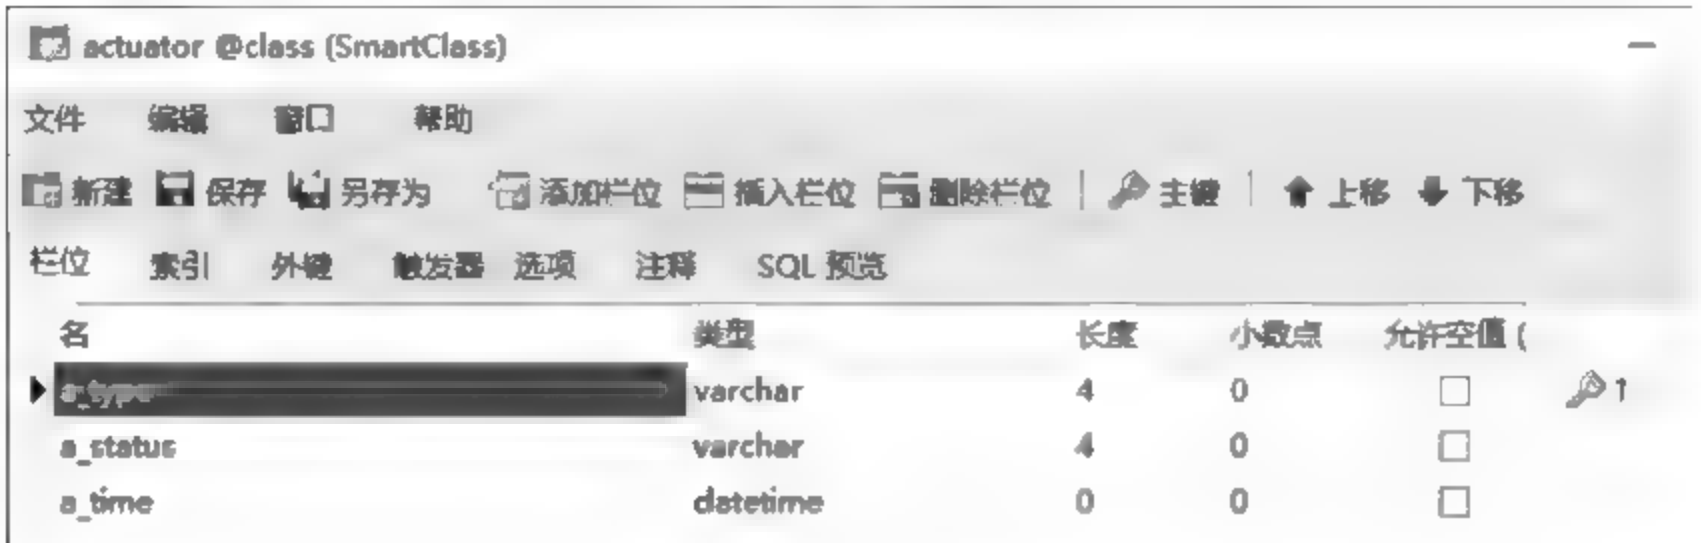 actuator @class (SmartClass)
文件 编辑 窗口 帮助
新建 保存 另存为 添加栏位 插入栏位 删除栏位 主键 上移 下移
栏位 索引 外键 触发器 选项 注释 SQL 预览
名 类型 长度 小数点 允许空值 (
a_type varchar 4 0 1
a_status varchar 4 0
a_time datetime 0 0